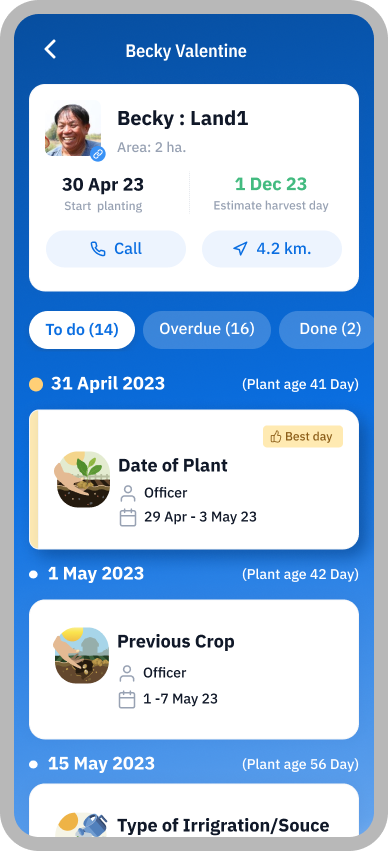 Becky Valentine
Becky : Land1
Area: 2 ha.
30 Apr 23
Start planting
1 Dec 23
Estimate harvest day
Call
4.2 km.
To do (14)
Overdue (16)
Done (2)
31 April 2023
(Plant age 41 Day)
Best day
Date of Plant
Officer
29 Apr - 3 May 23
1 May 2023
(Plant age 42 Day)
Previous Crop
Officer
1 -7 May 23
15 May 2023
(Plant age 56 Day)
Type of Irrigration/Souce